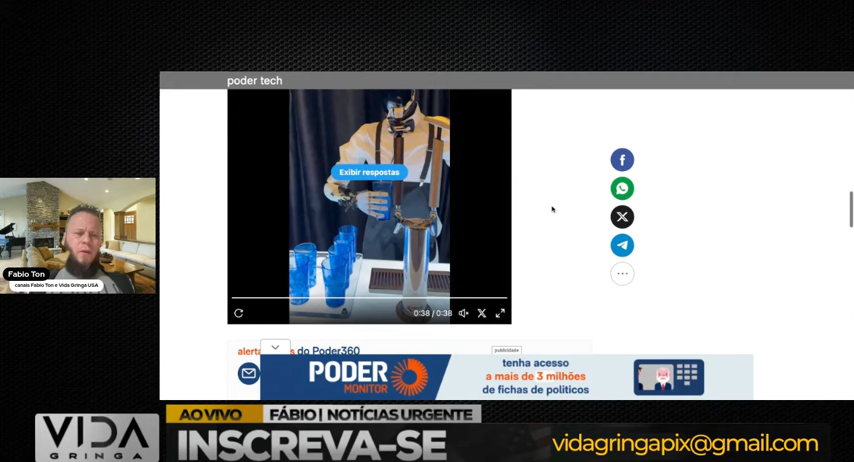 poder tech
Exibir respostas
0:38 / 0:38
Fabio Ton
canais Fabio Ton e Vida Gringa USA
do Poder360
publicidade
PODER
MONITOR
tenha acesso
a mais de 3 milhões
de fichas de políticos
AO VIVO
FÁBIO | NOTÍCIAS URGENTE
VIDA
GRINGA
INSCREVA-SE
vidagringapix@gmail.com